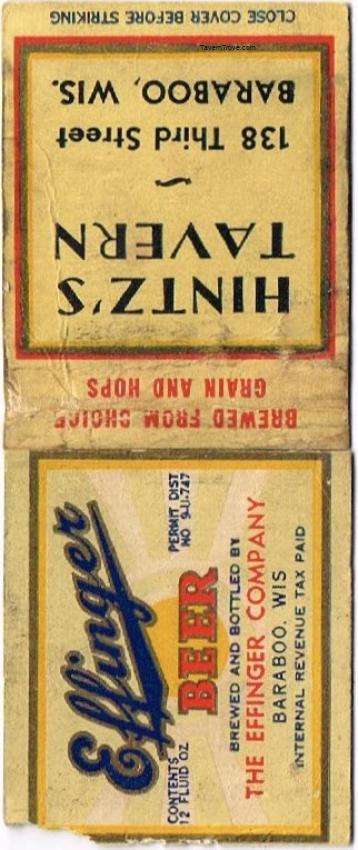 TavernTrove.com
CLOSE COVER BEFORE STRIKING
HINTZ'S
TAVERN
~
138 Third Street
BARABOO, WIS.
BREWED FROM CHOICE
GRAIN AND HOPS
Effinger
BEER
CONTENTS
12 FLUID OZ
PERMIT DIST
NO 9-U-747
BREWED AND BOTTLED BY
THE EFFINGER COMPANY
BARABOO, WIS
INTERNAL REVENUE TAX PAID